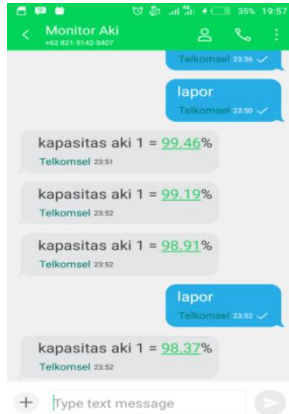 35% 19:57
Monitor Aki
+62 821-5142-5407
Telkomsel 23:36
lapor
Telkomsel 23:50
kapasitas aki 1 = 99.46%
Telkomsel 23:51
kapasitas aki 1 = 99.19%
Telkomsel 23:52
kapasitas aki 1 = 98.91%
Telkomsel 23:52
lapor
Telkomsel 23:52
kapasitas aki 1 = 98.37%
Telkomsel 23:52
Type text message